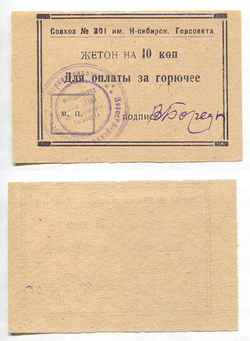 Совхоз № 301 им. Н-сибирск. Горсовета
ЖЕТОН НА 10 КОП
Для оплаты за горючее
М. П.
подпись